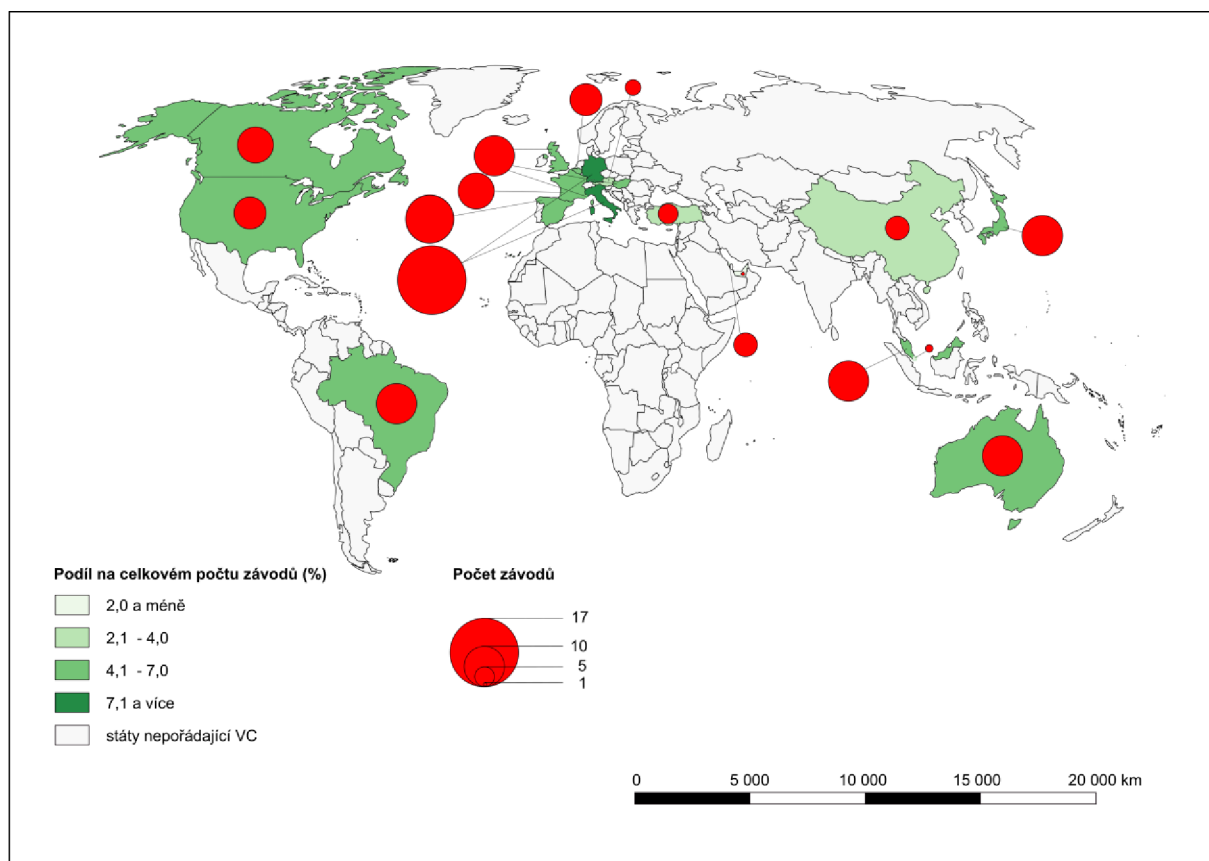 Podíl na celkovém počtu závodů (%)
2,0 a méně
2,1 - 4,0
4,1 - 7,0
7,1 a více
státy nepořádající VC
Počet závodů
17
10
5
1
0 5 000 10 000 15 000 20 000 km